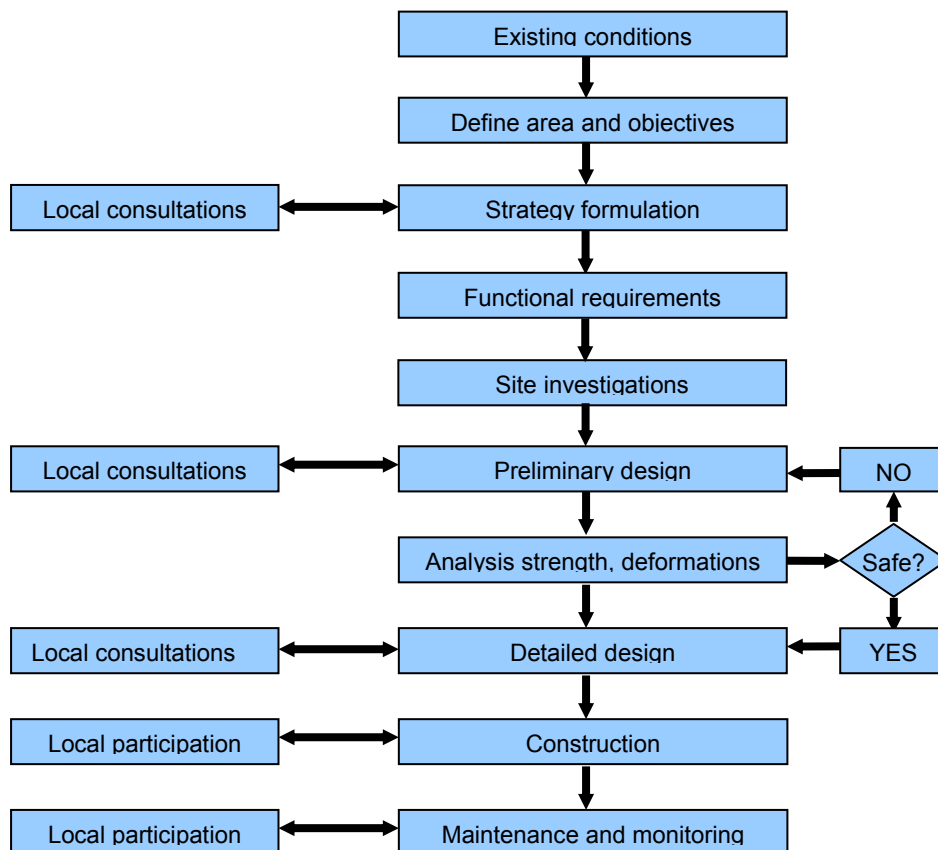 Existing conditions
Define area and objectives
Local consultations
Strategy formulation
Functional requirements
Site investigations
Local consultations
Preliminary design
NO
Analysis strength, deformations
Safe?
Local consultations
Detailed design
YES
Local participation
Construction
Local participation
Maintenance and monitoring